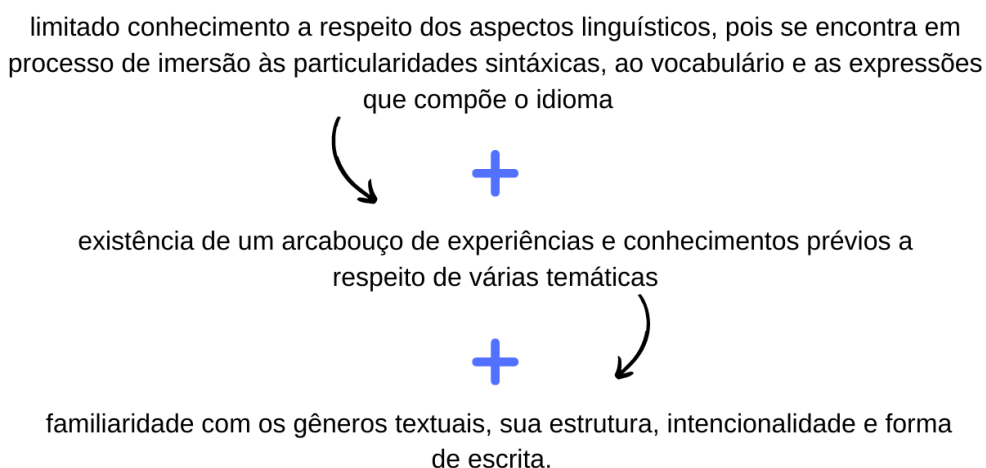 limitado conhecimento a respeito dos aspectos linguísticos, pois se encontra em
processo de imersão às particularidades sintáxicas, ao vocabulário e as expressões
que compõe o idioma
existência de um arcabouço de experiências e conhecimentos prévios a
respeito de várias temáticas
familiaridade com os gêneros textuais, sua estrutura, intencionalidade e forma
de escrita.